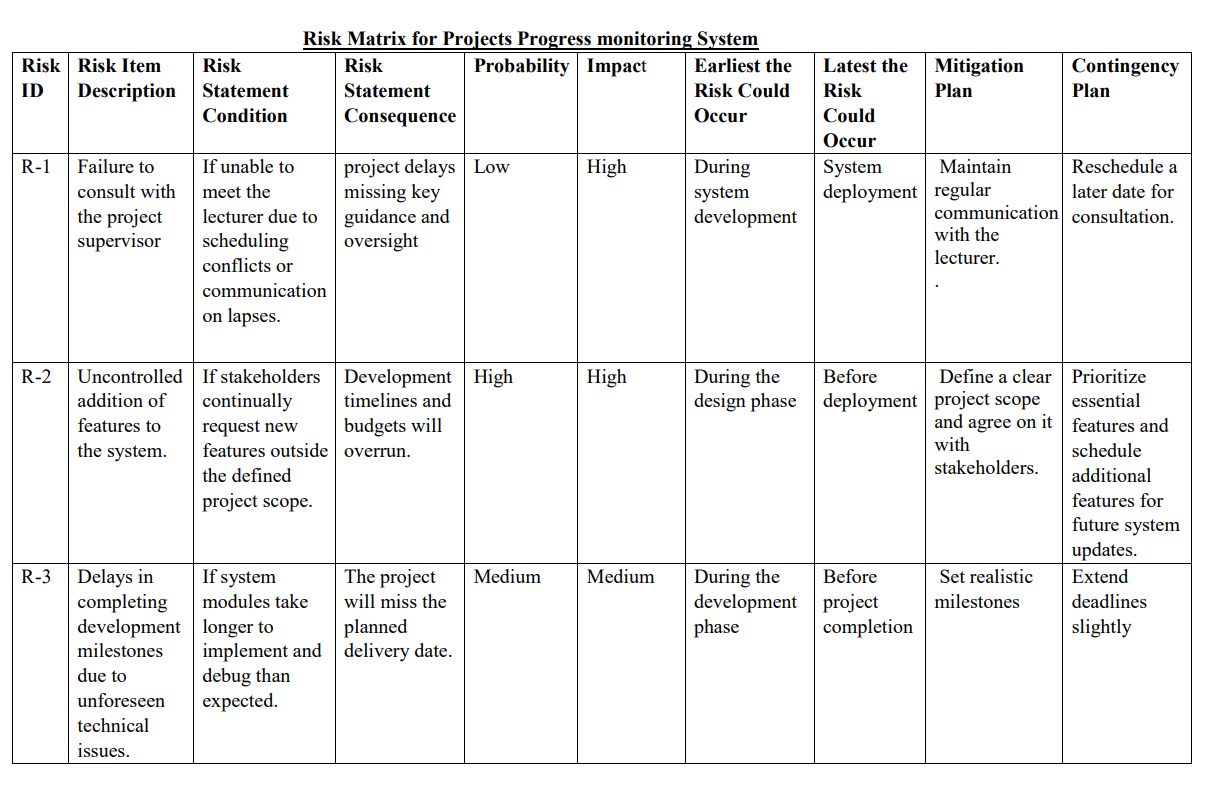 Risk Matrix for Projects Progress monitoring System
Risk ID
Risk Item
Description
Risk
Statement
Condition
Risk
Statement
Consequence
Probability
Impact
Earliest the
Risk Could
Occur
Latest the
Risk
Could
Occur
Mitigation
Plan
Contingency
Plan
R-1
Failure to
consult with
the project
supervisor
If unable to
meet the
lecturer due to
scheduling
conflicts or
communication
on lapses.
project delays
missing key
guidance and
oversight
Low
High
During
system
development
System
deployment
Maintain
regular
communication
with the
lecturer.
.
Reschedule a
later date for
consultation.
R-2
Uncontrolled
addition of
features to
the system.
If stakeholders
continually
request new
features outside
the defined
project scope.
Development
timelines and
budgets will
overrun.
High
High
During the
design phase
Before
deployment
Define a clear
project scope
and agree on it
with
stakeholders.
Prioritize
essential
features and
schedule
additional
features for
future system
updates.
R-3
Delays in
completing
development
milestones
due to
unforeseen
technical
issues.
If system
modules take
longer to
implement and
debug than
expected.
The project
will miss the
planned
delivery date.
Medium
Medium
During the
development
phase
Before
project
completion
Set realistic
milestones
Extend
deadlines
slightly